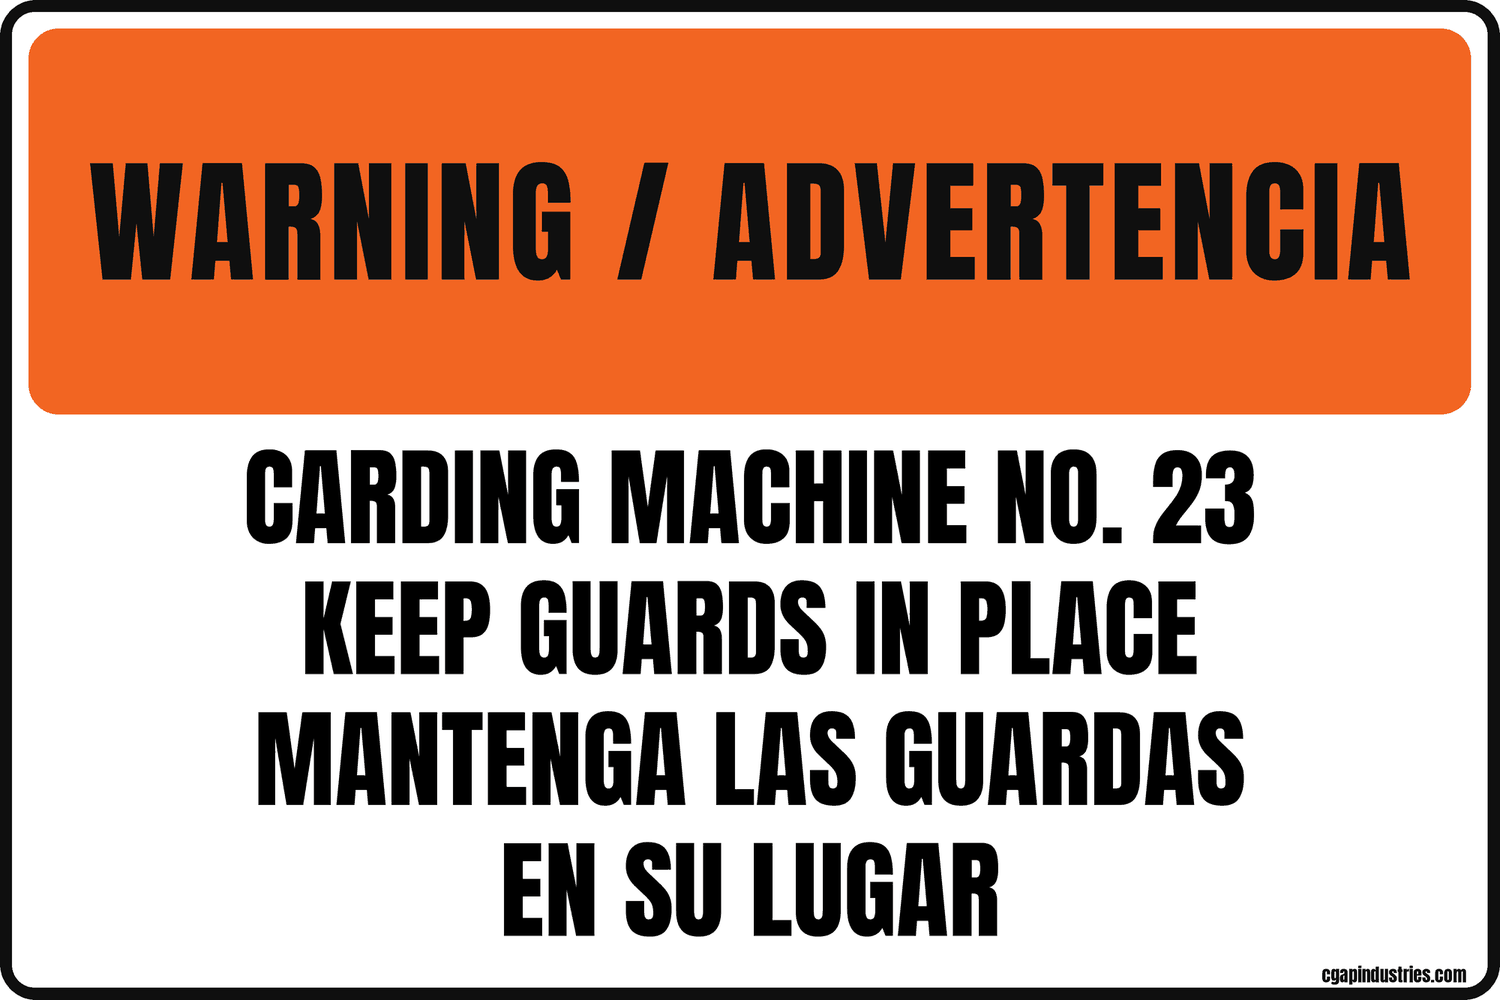 WARNING / ADVERTENCIA
CARDING MACHINE NO. 23
KEEP GUARDS IN PLACE
MANTENGA LAS GUARDAS
EN SU LUGAR
cgapindustries.com